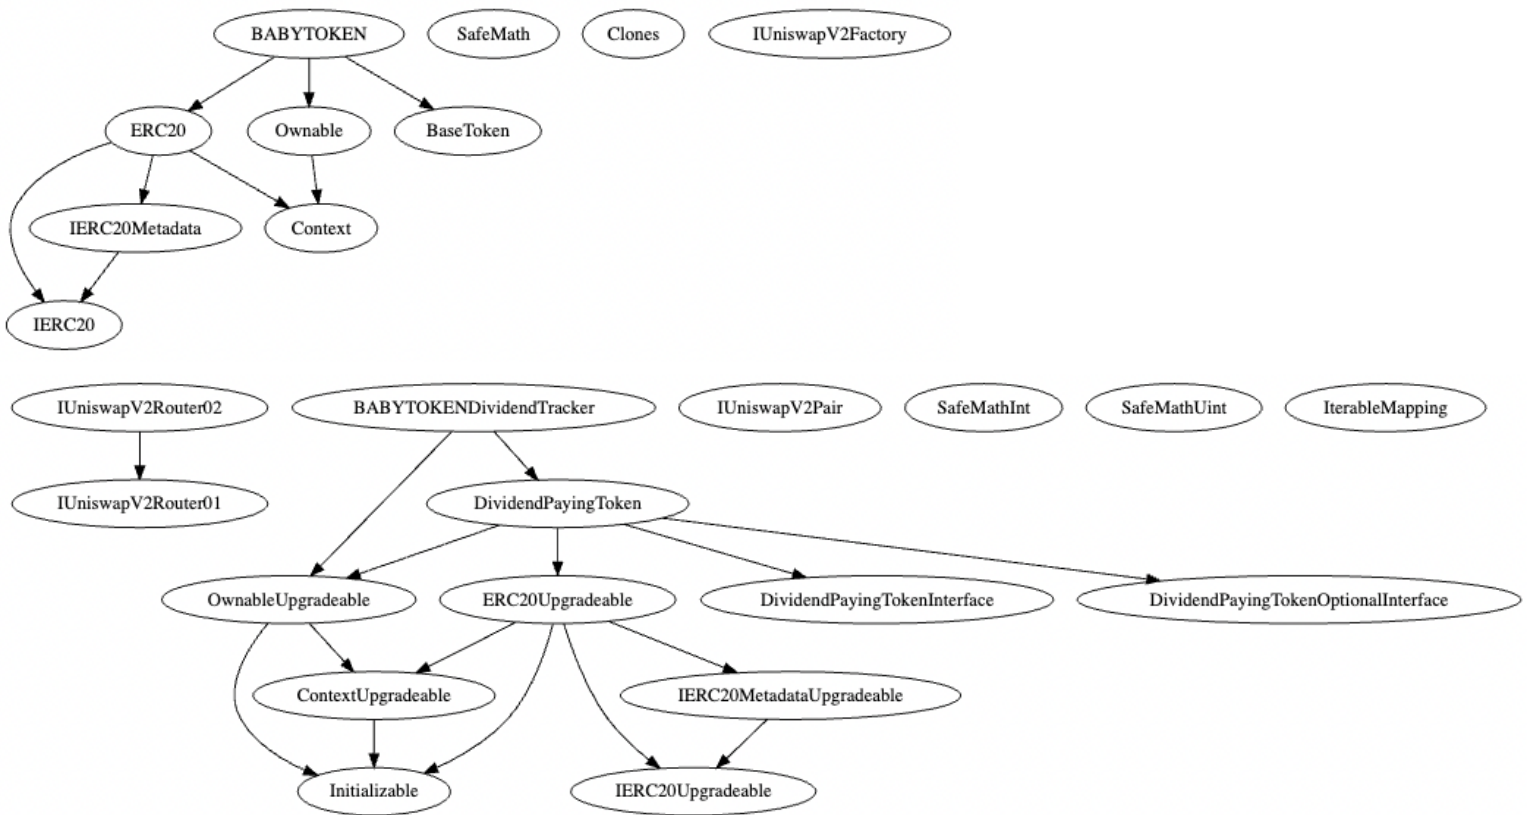 BABYTOKEN
SafeMath
Clones
IUniswapV2Factory
ERC20
Ownable
BaseToken
IERC20Metadata
Context
IERC20
IUniswapV2Router02
BABYTOKENDividendTracker
IUniswapV2Pair
SafeMathInt
SafeMathUint
IterableMapping
IUniswapV2Router01
DividendPayingToken
OwnableUpgradeable
ERC20Upgradeable
DividendPayingTokenInterface
DividendPayingTokenOptionalInterface
ContextUpgradeable
IERC20MetadataUpgradeable
Initializable
IERC20Upgradeable